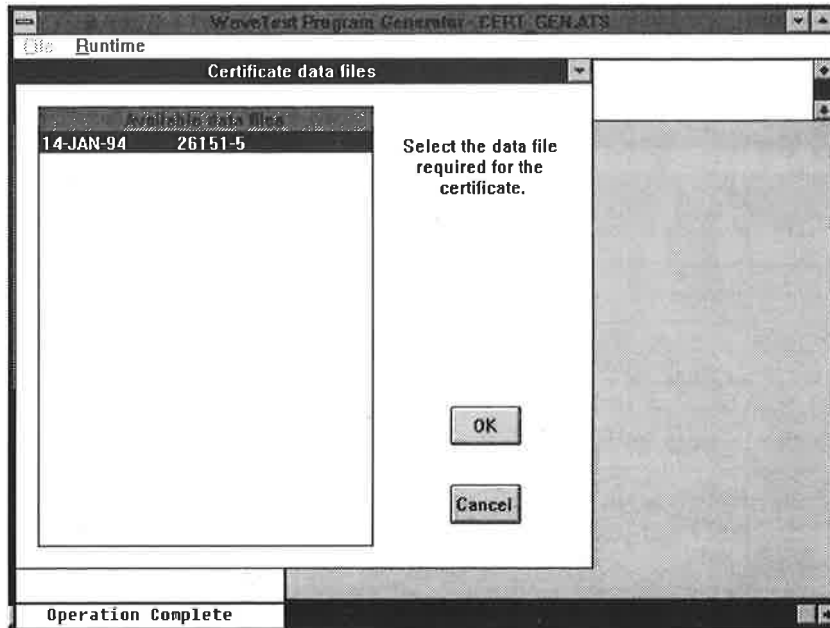 WaveTest Program Generator - CERT_GEN.ATS
File Runtime
Certificate data files
Available data files
14-JAN-94 26151-5
Select the data file
required for the
certificate.
OK
Cancel
Operation Complete